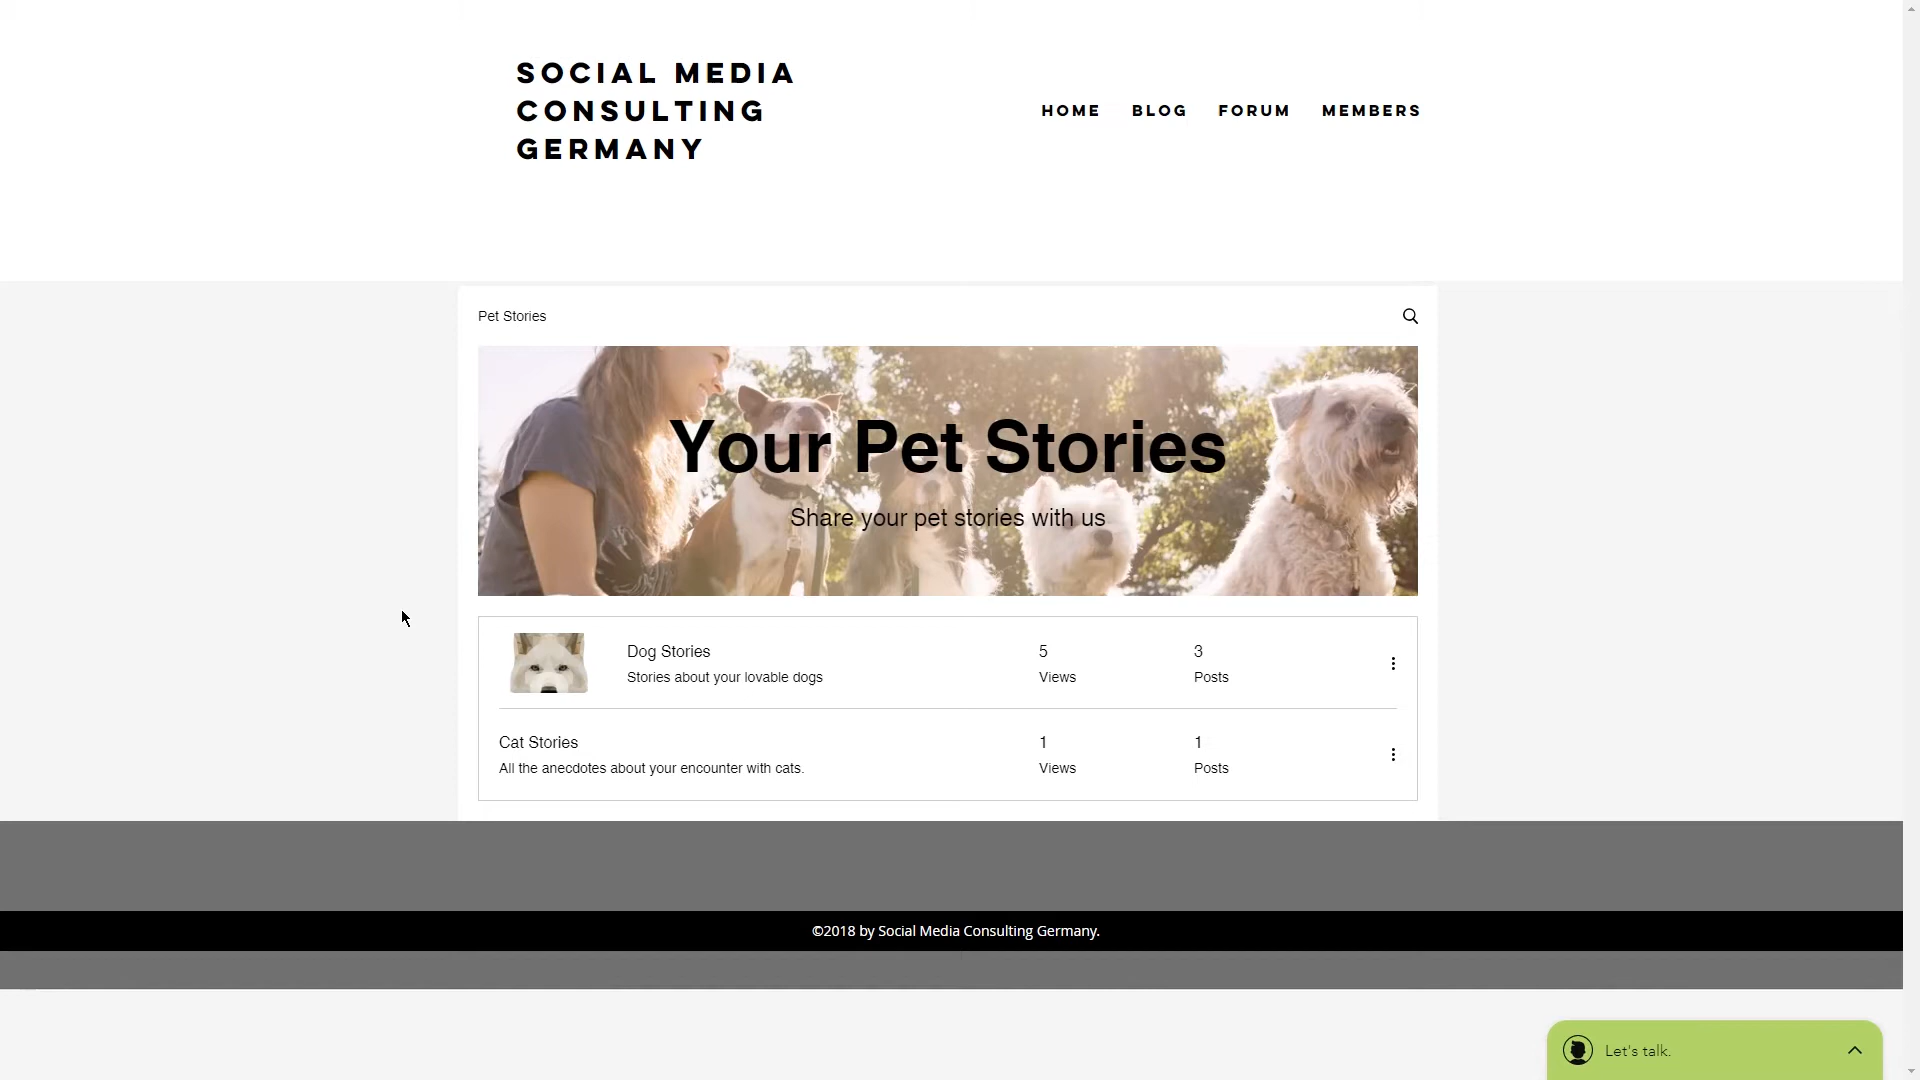 SOCIAL MEDIA
CONSULTING
GERMANY
HOME BLOG FORUM MEMBERS
Pet Stories
Your Pet Stories
Share your pet stories with us
Dog Stories 5 3
Stories about your lovable dogs Views Posts
Cat Stories 1 1
All the anecdotes about your encounter with cats. Views Posts
©2018 by Social Media Consulting Germany.
Let's talk.